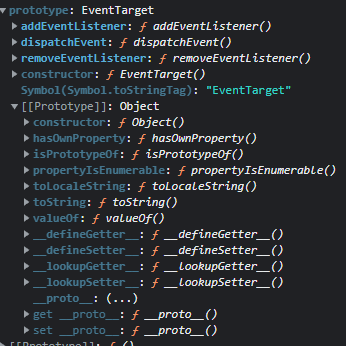 prototype: EventTarget
addEventListener: ƒ addEventListener()
dispatchEvent: ƒ dispatchEvent()
removeEventListener: ƒ removeEventListener()
constructor: ƒ EventTarget()
Symbol(Symbol.toStringTag): "EventTarget"
[[Prototype]]: Object
constructor: ƒ Object()
hasOwnProperty: ƒ hasOwnProperty()
isPrototypeOf: ƒ isPrototypeOf()
propertyIsEnumerable: ƒ propertyIsEnumerable()
toLocaleString: ƒ toLocaleString()
toString: ƒ toString()
valueOf: ƒ valueOf()
__defineGetter__: ƒ __defineGetter__()
__defineSetter__: ƒ __defineSetter__()
__lookupGetter__: ƒ __lookupGetter__()
__lookupSetter__: ƒ __lookupSetter__()
__proto__: (...)
get __proto__: ƒ __proto__()
set __proto__: ƒ __proto__()
[[Prototype]]: ƒ ()